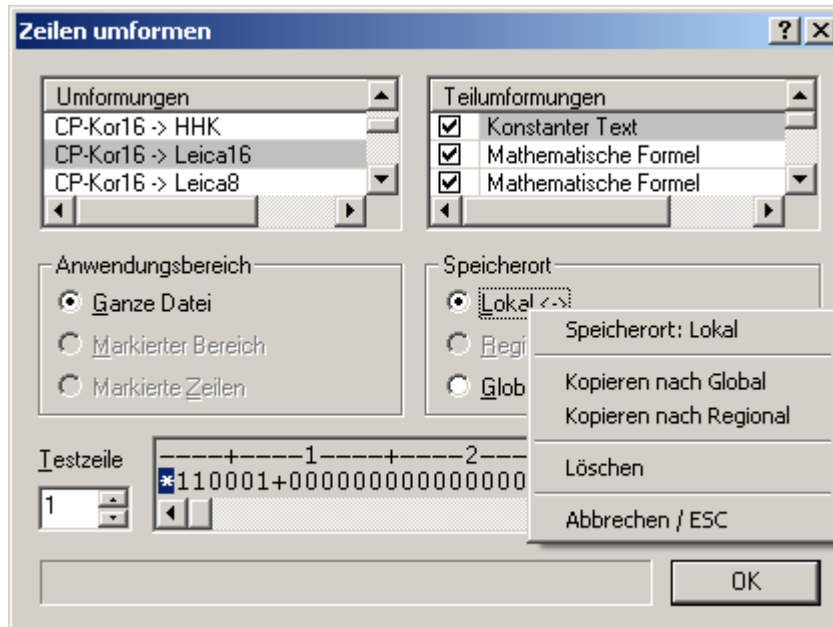 Zeilen umformen
Umformungen
CP-Kor16 -> HHK
CP-Kor16 -> Leica16
CP-Kor16 -> Leica8
Teilumformungen
Konstanter Text
Mathematische Formel
Mathematische Formel
Anwendungsbereich
Ganze Datei
Markierter Bereich
Markierte Zeilen
Speicherort
Lokal <->
Regi
Glob
Speicherort: Lokal
Kopieren nach Global
Kopieren nach Regional
Löschen
Abbrechen / ESC
Testzeile
1
----+----1----+----2---
*110001+000000000000000
OK